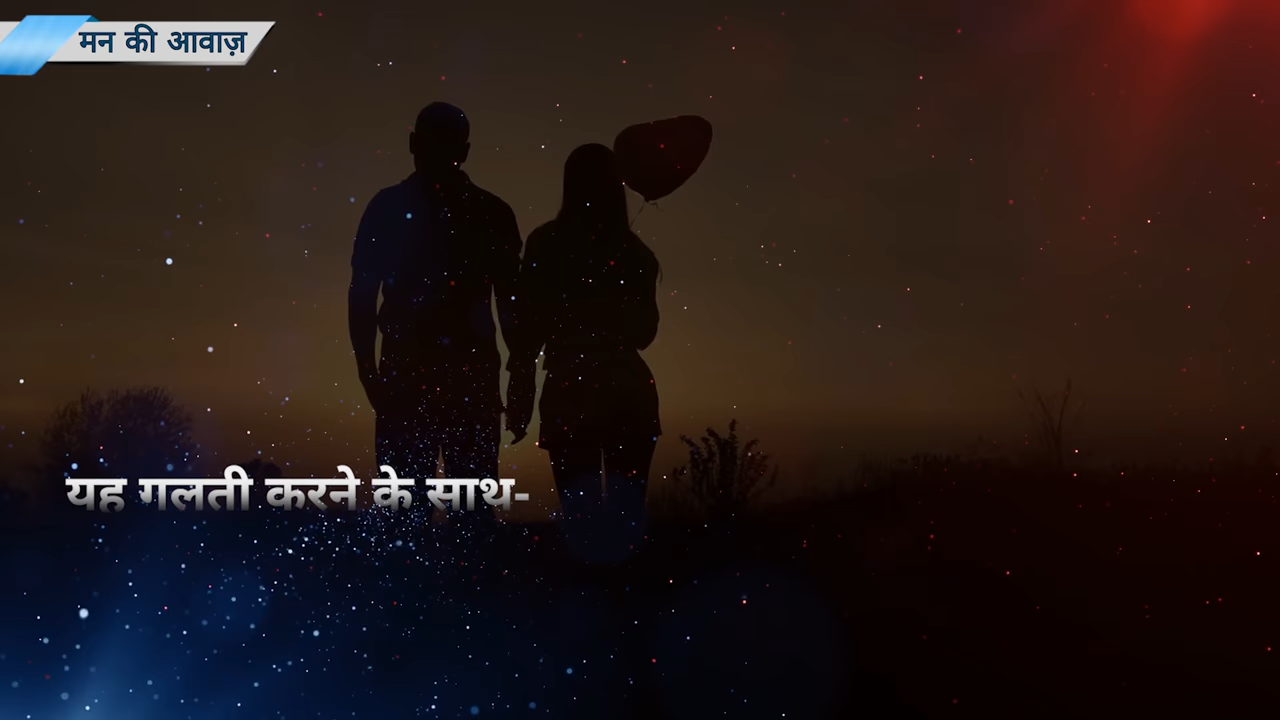 मन की आवाज़
यह गलती करने के साथ-